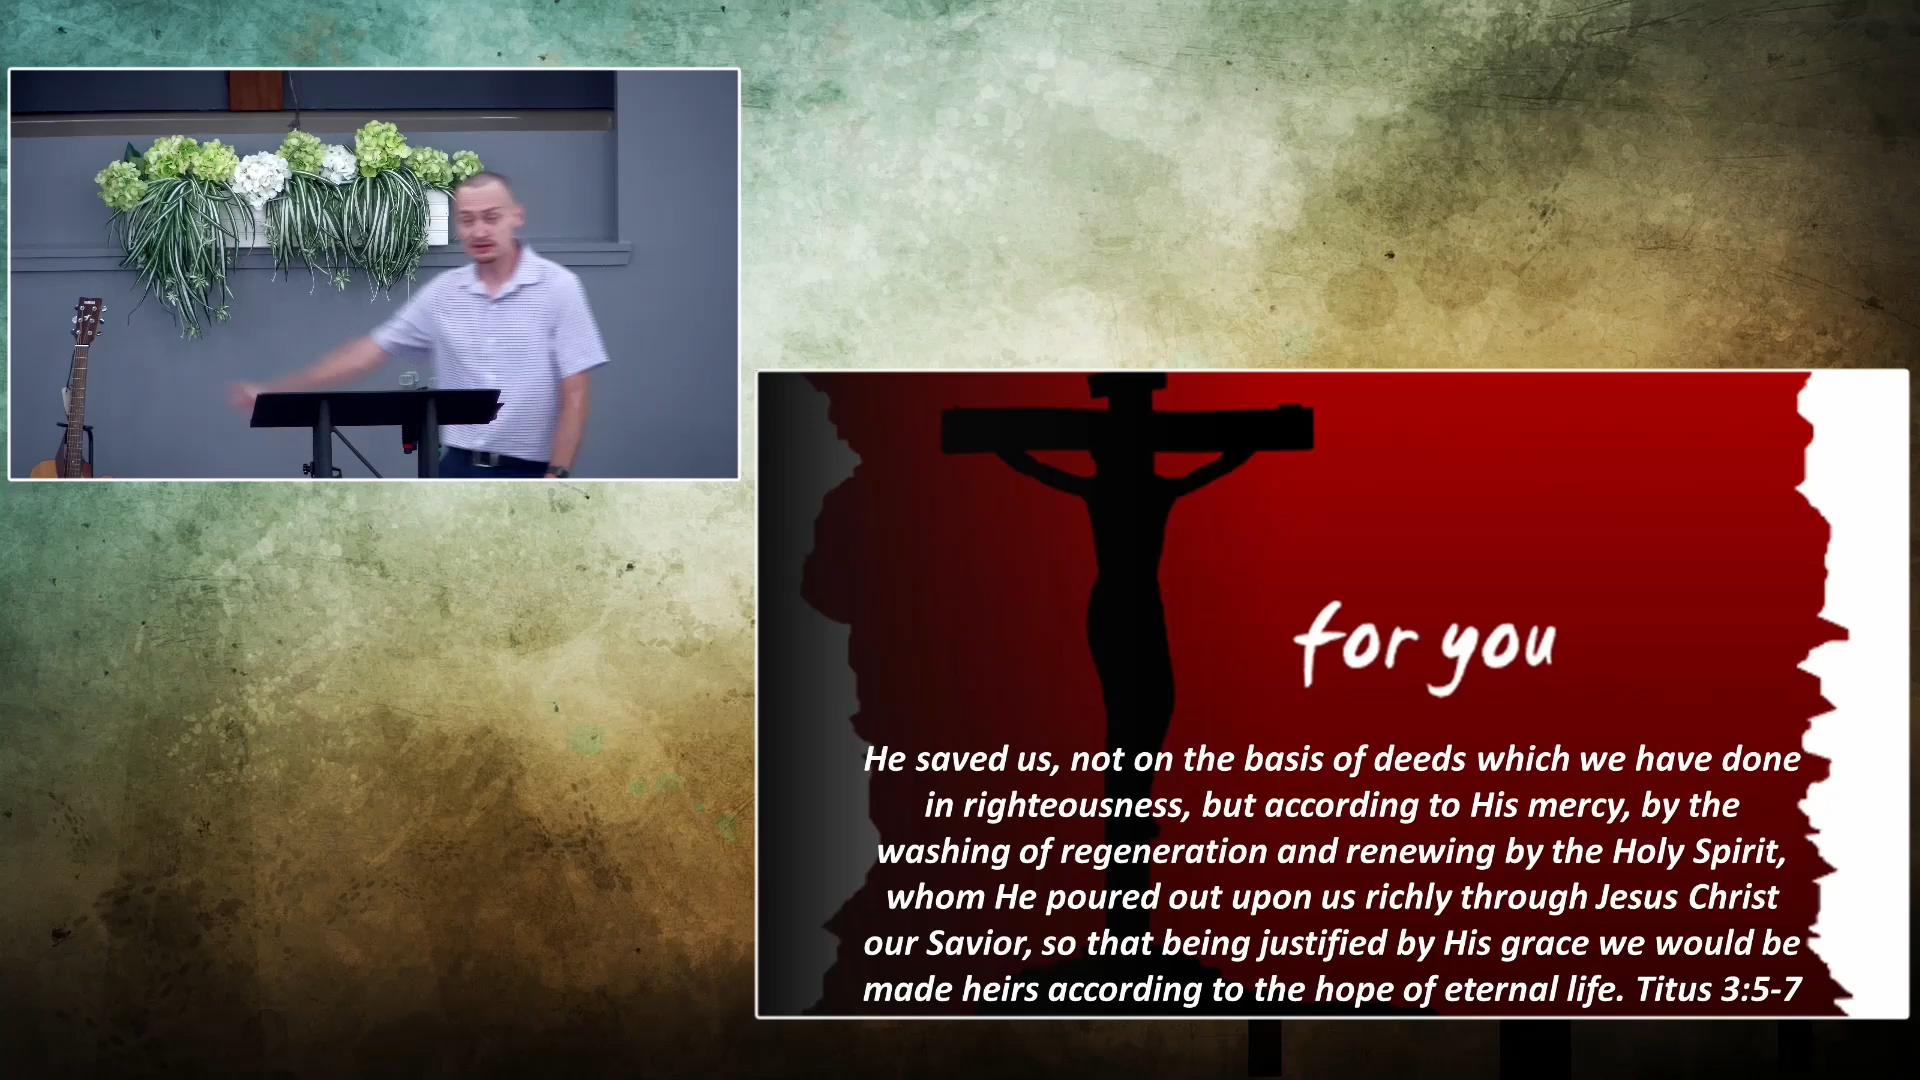 for you
He saved us, not on the basis of deeds which we have done
in righteousness, but according to His mercy, by the
washing of regeneration and renewing by the Holy Spirit,
whom He poured out upon us richly through Jesus Christ
our Savior, so that being justified by His grace we would be
made heirs according to the hope of eternal life. Titus 3:5-7